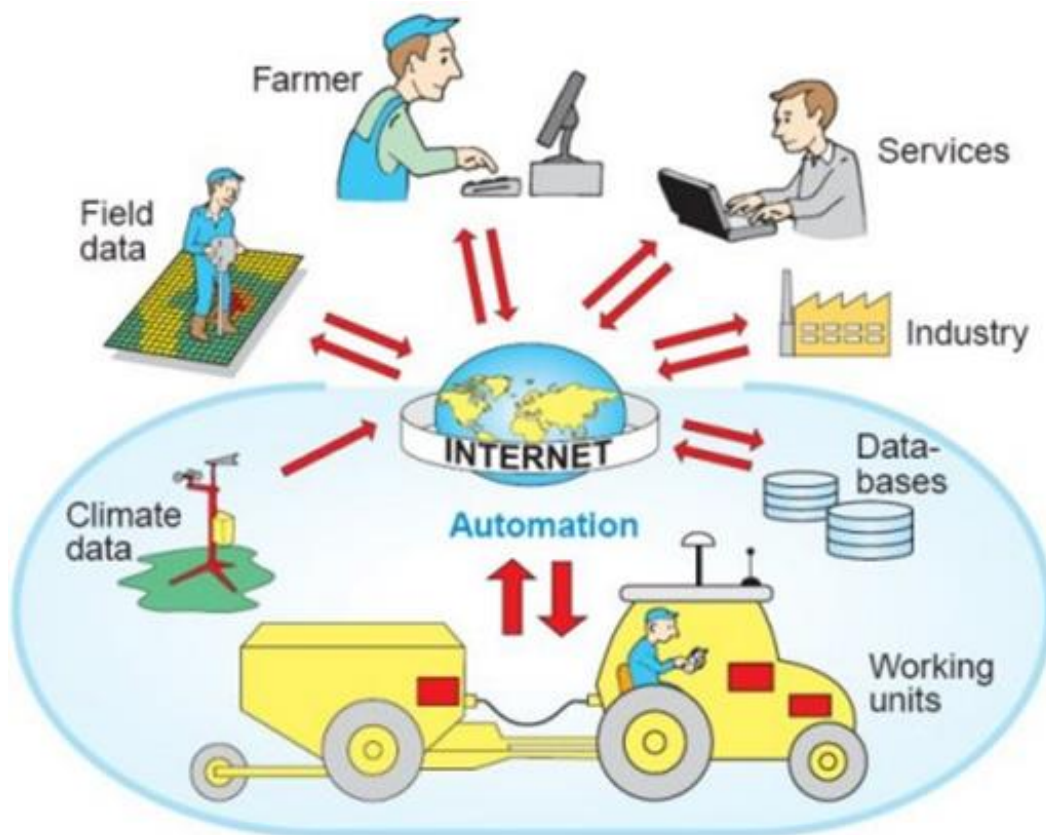 Farmer
Services
Field
data
Industry
INTERNET
Data-
bases
Climate
data
Automation
Working
units